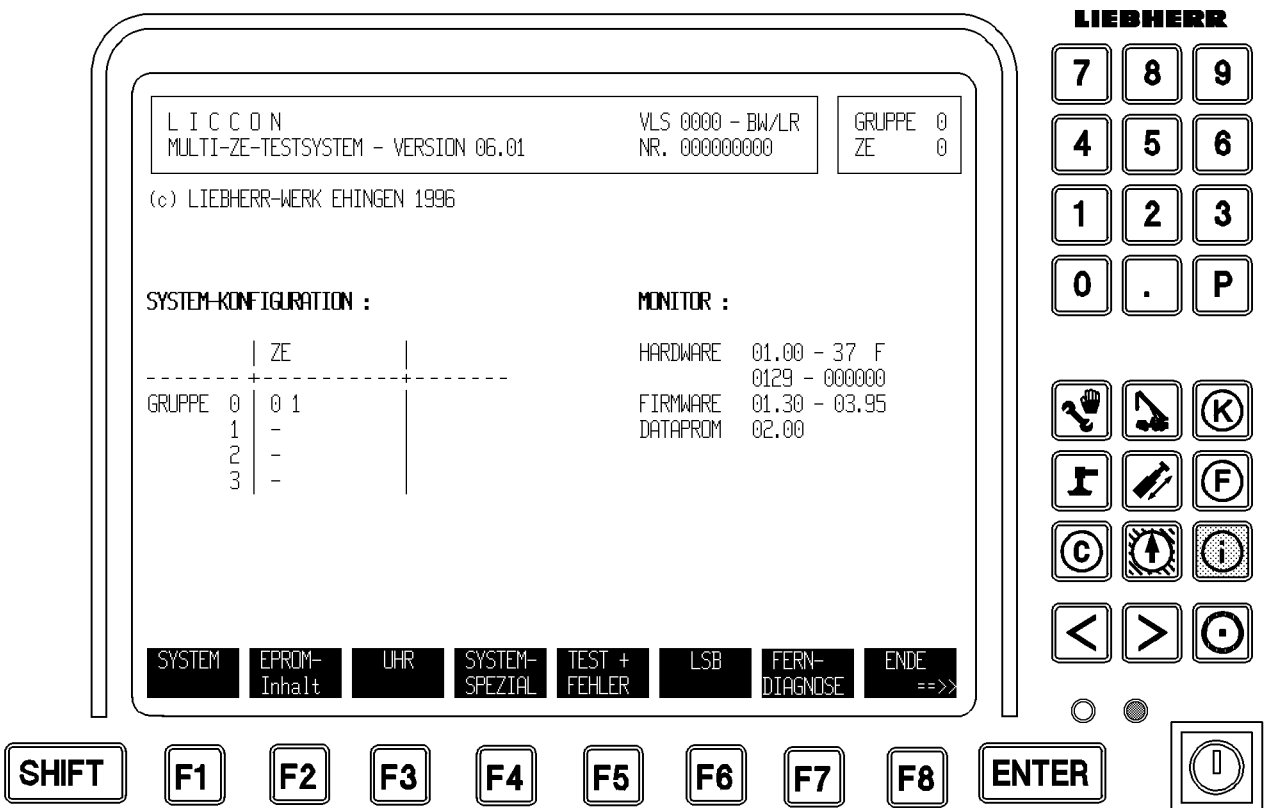 LIEBHERR
L I C C O N
MULTI-ZE-TESTSYSTEM - VERSION 06.01
VLS 0000 - BW/LR
NR. 000000000
GRUPPE 0
ZE 0
(c) LIEBHERR-WERK EHINGEN 1996
SYSTEM-KONFIGURATION :
ZE
GRUPPE 0 | 0 1
1 | -
2 | -
3 | -
MONITOR :
HARDWARE 01.00 - 37 F
0129 - 000000
FIRMWARE 01.30 - 03.95
DATAPROM 02.00
SYSTEM
EPROM-
Inhalt
UHR
SYSTEM-
SPEZIAL
TEST +
FEHLER
LSB
FERN-
DIAGNOSE
ENDE
==>>
7 8 9
4 5 6
1 2 3
0 . P
K
F
C i
< >
SHIFT F1 F2 F3 F4 F5 F6 F7 F8 ENTER